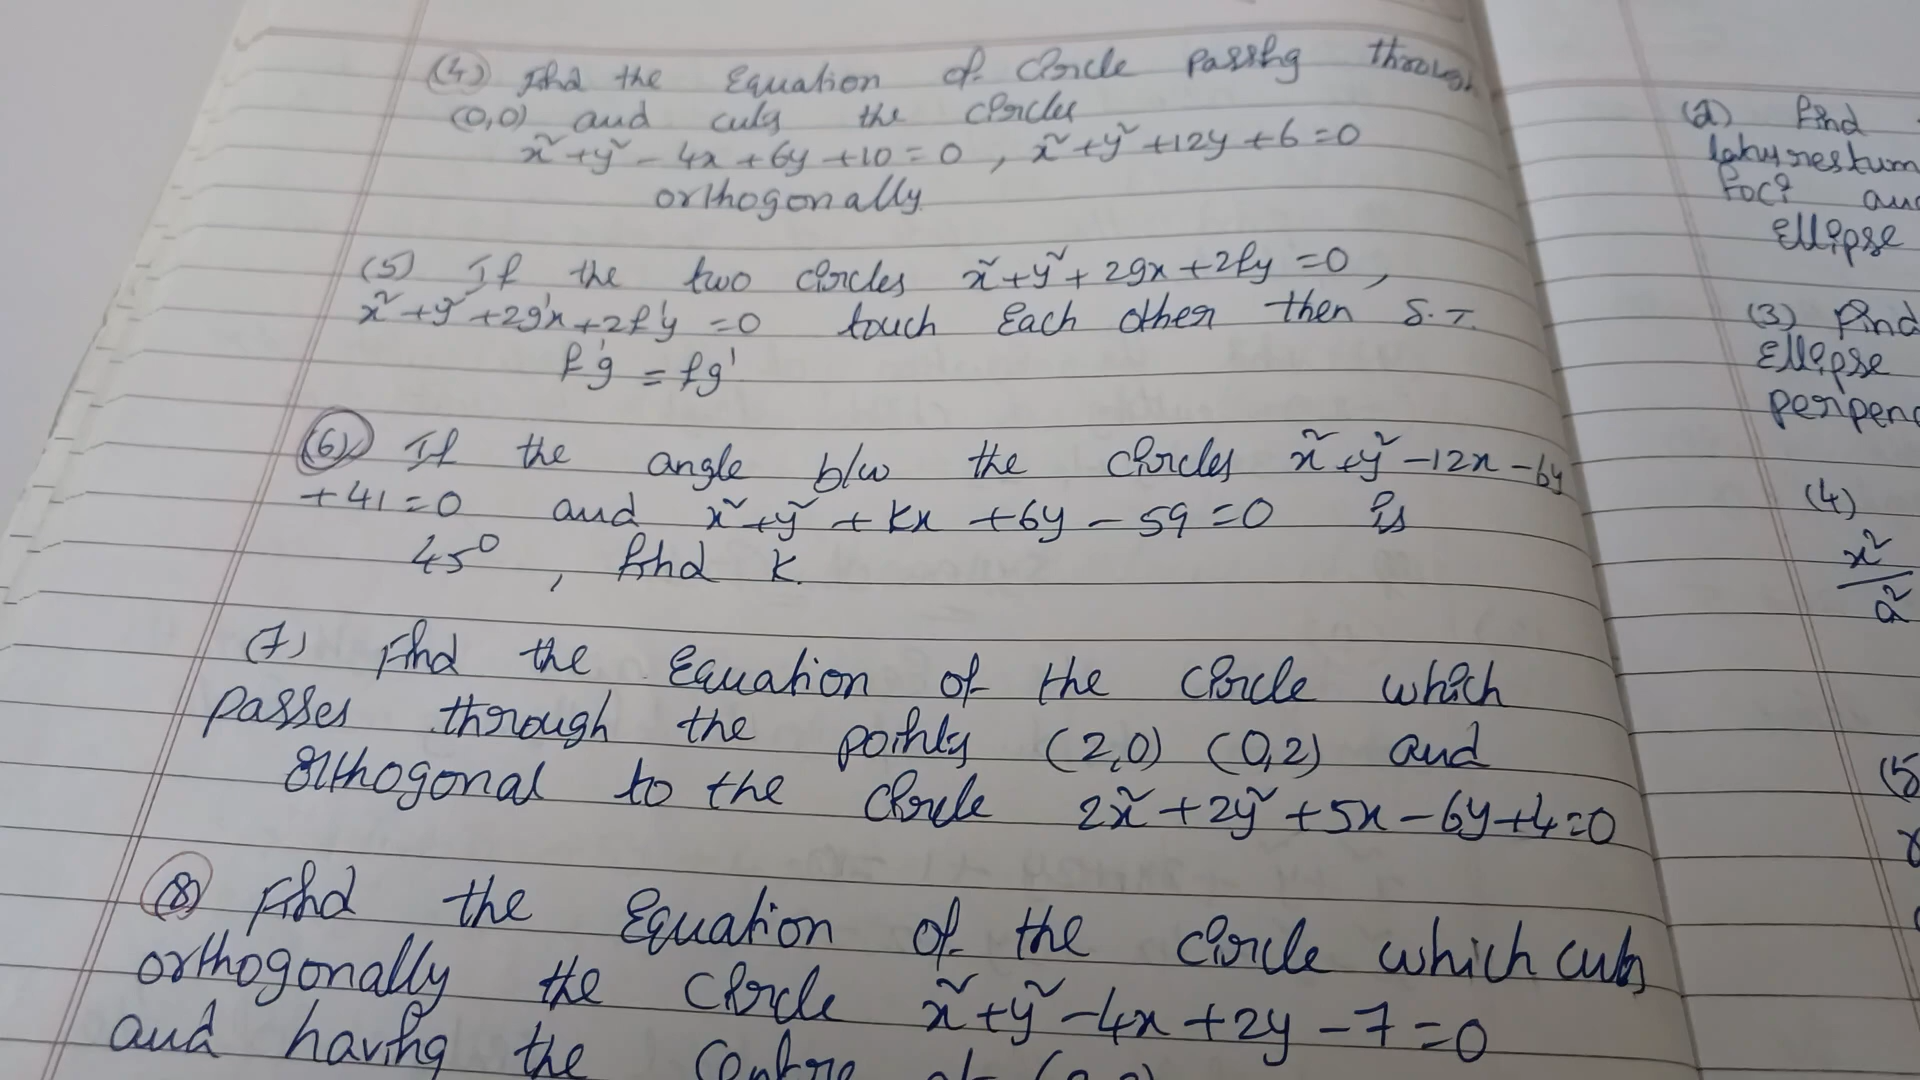 (4) Find the Equation of Circle passing through
(0,0) and cuts the circles
x²+y²-4x+6y+10=0, x²+y²+12y+6=0
orthogonally
(5) If the two circles x²+y²+2gx+2fy=0,
x²+y²+2g'x+2f'y=0 touch Each other then S.T.
f'g = fg'
(6) If the angle b/w the circles x²+y²-12x-6y
+41=0 and x²+y²+kx+6y-59=0 is
45⁰, find k.
(7) Find the Equation of the circle which
passes through the points (2,0) (0,2) and
orthogonal to the circle 2x²+2y²+5x-6y+4=0
(8) Find the Equation of the circle which cuts
orthogonally the circle x²+y²-4x+2y-7=0
and having the Centre at
(2) Find
latusrectum
Foci and
Ellipse
(3) Find
Ellipse
(4)
x²
a²
(5